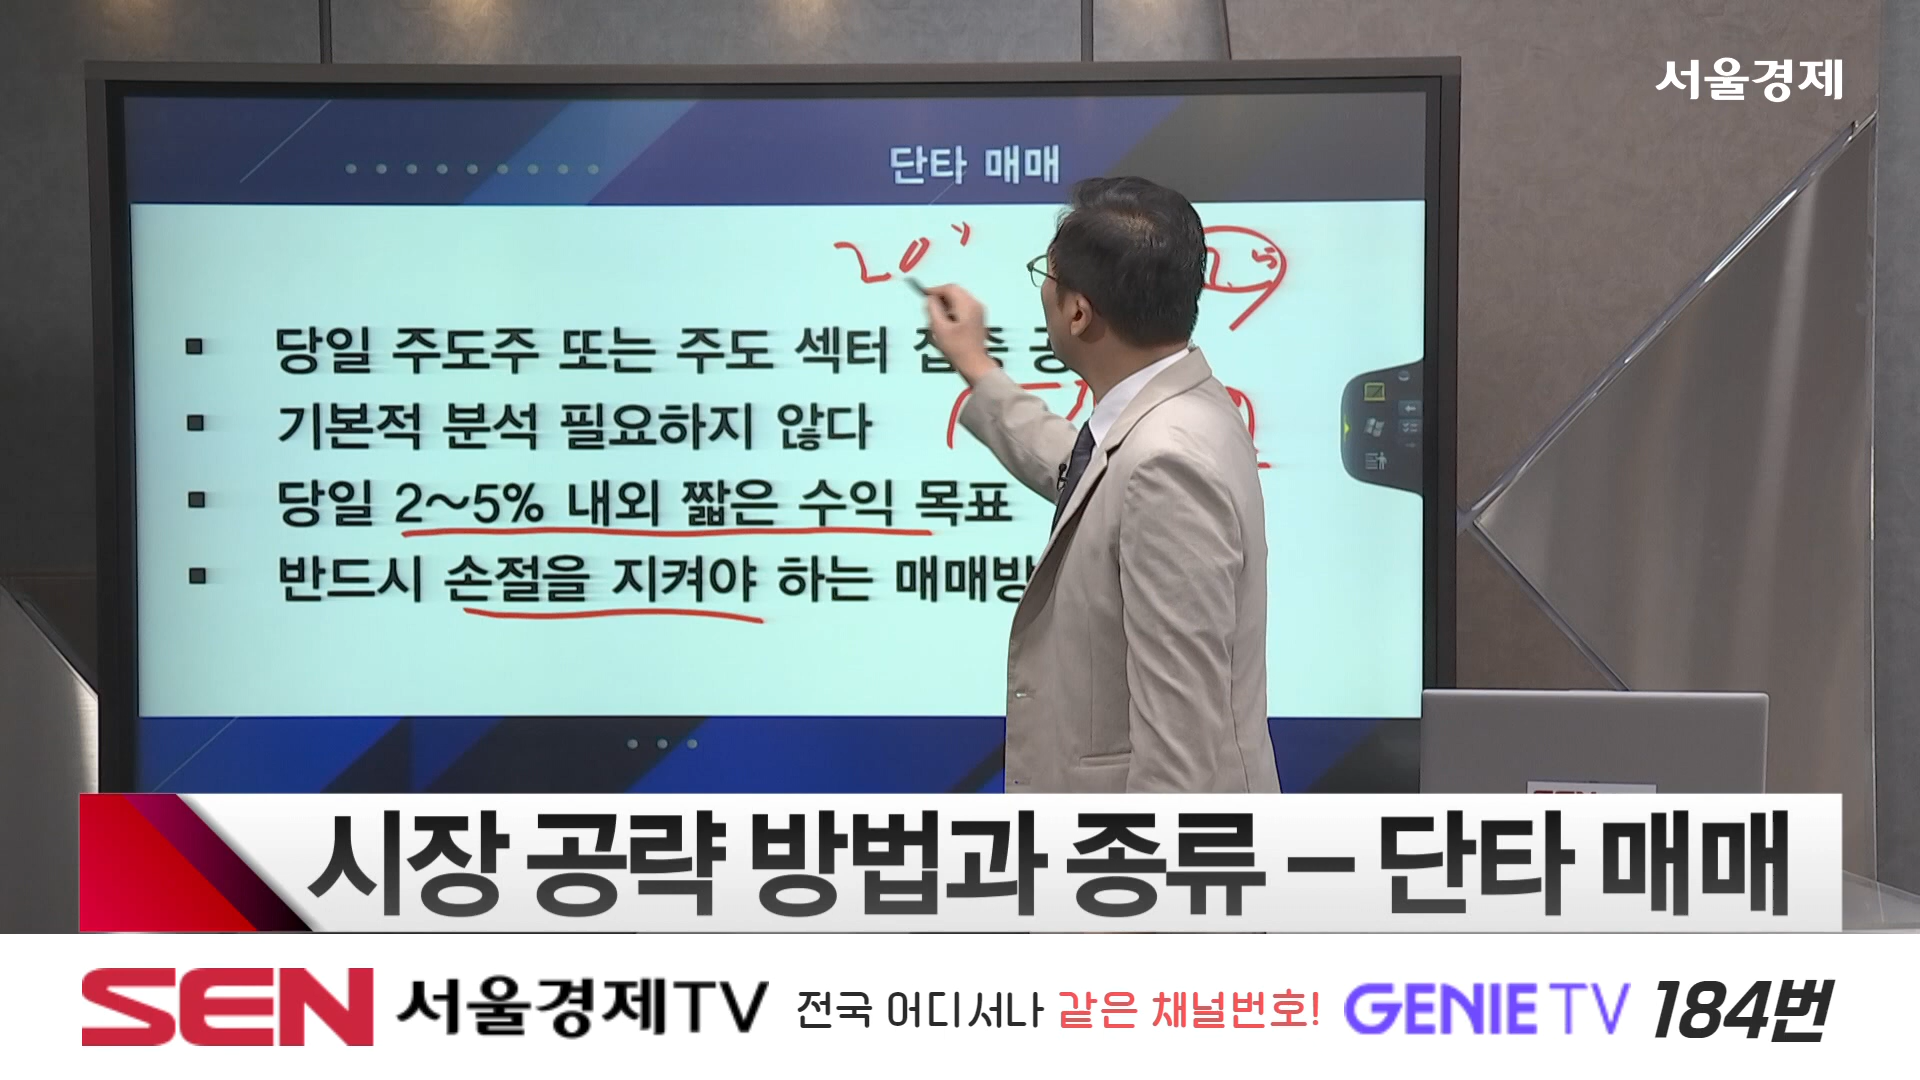 서울경제
단타 매매
20
당일 주도주 또는 주도 섹터
기본적 분석 필요하지 않다
당일 2~5% 내외 짧은 수익 목표
반드시 손절을 지켜야 하는 매매방
시장 공략 방법과 종류 – 단타 매매
SEN 서울경제TV 전국 어디서나 같은 채널번호! GENIE TV 184번